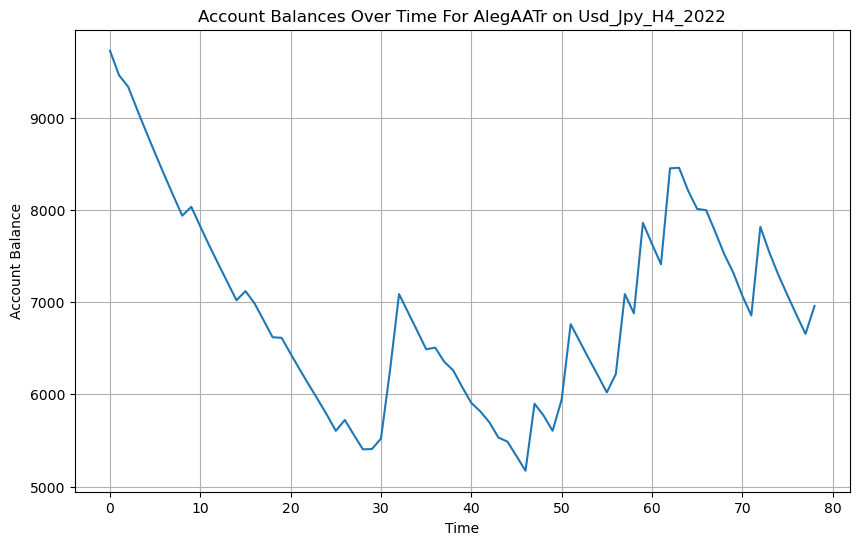 Account Balances Over Time For AlegAATr on Usd_Jpy_H4_2022
Account Balance
9000
8000
7000
6000
5000
0 10 20 30 40 50 60 70 80
Time